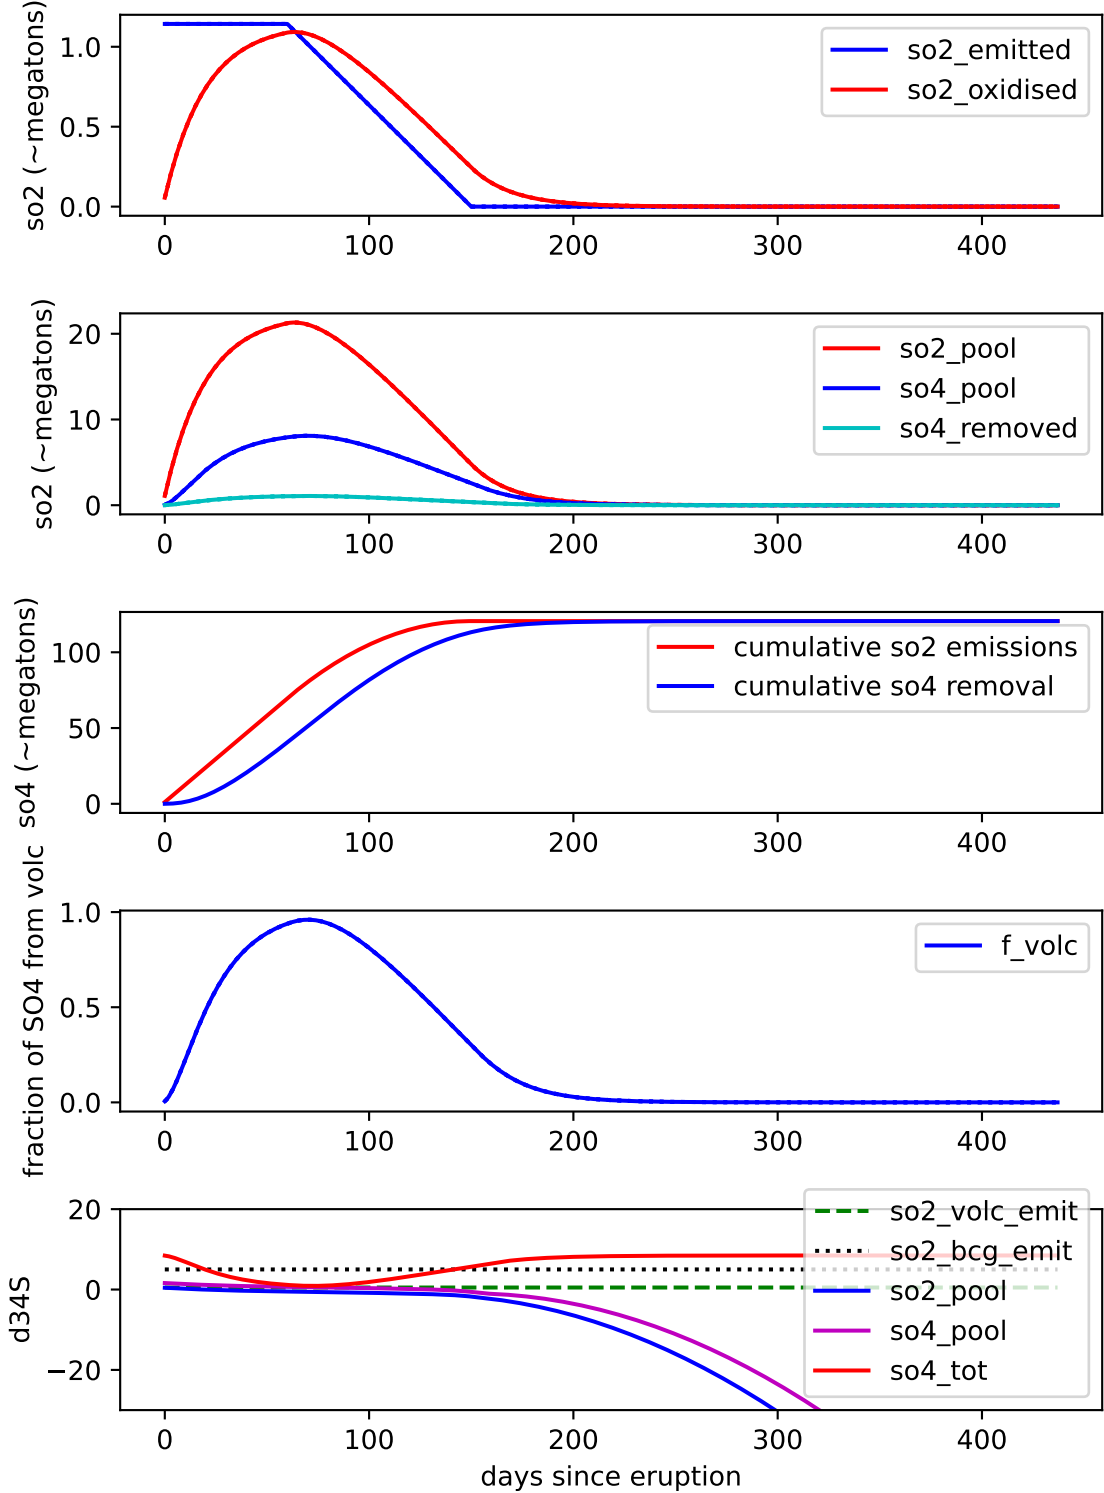 so2 (~megatons)
1.0
0.5
0.0
so2_emitted
so2_oxidised
0 100 200 300 400
so2 (~megatons)
20
10
0
so2_pool
so4_pool
so4_removed
0 100 200 300 400
so4 (~megatons)
100
50
0
cumulative so2 emissions
cumulative so4 removal
0 100 200 300 400
fraction of SO4 from volc
1.0
0.5
0.0
f_volc
0 100 200 300 400
d34S
20
0
−20
so2_volc_emit
so2_bcg_emit
so2_pool
so4_pool
so4_tot
0 100 200 300 400
days since eruption